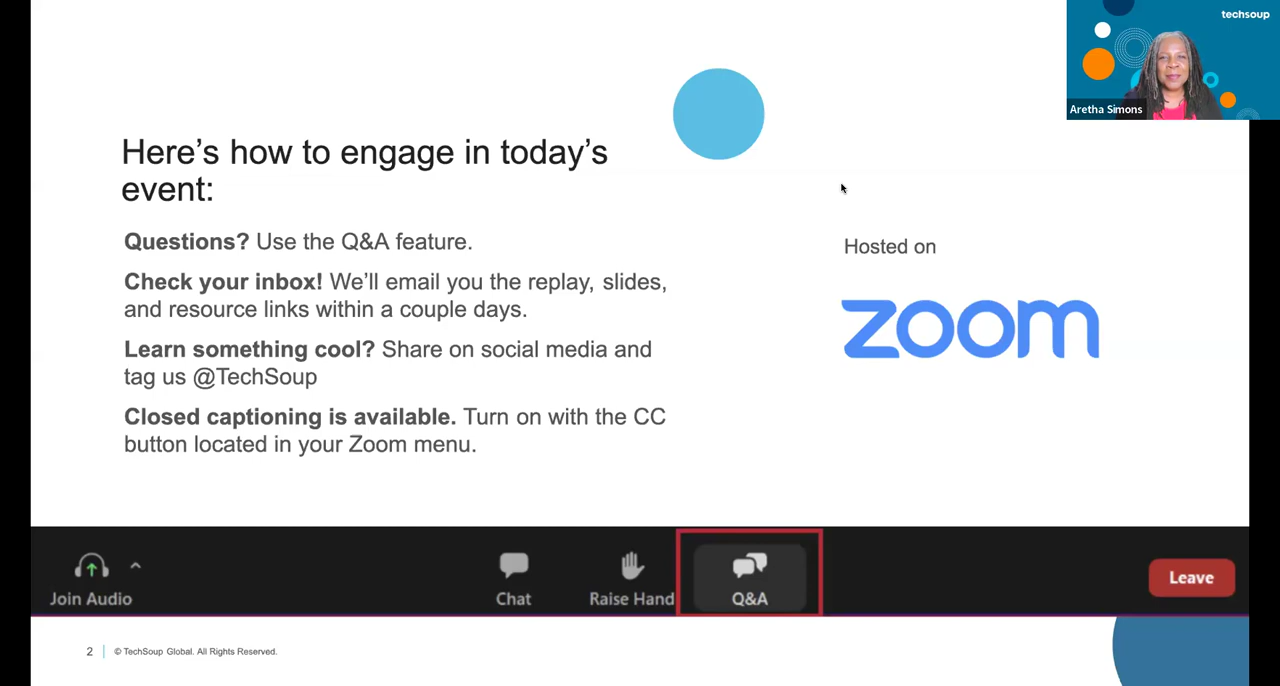 techsoup
Aretha Simons
Here’s how to engage in today’s
event:
Questions? Use the Q&A feature.
Check your inbox! We’ll email you the replay, slides,
and resource links within a couple days.
Learn something cool? Share on social media and
tag us @TechSoup
Closed captioning is available. Turn on with the CC
button located in your Zoom menu.
Hosted on
zoom
Join Audio
Chat
Raise Hand
Q&A
Leave
2
© TechSoup Global. All Rights Reserved.